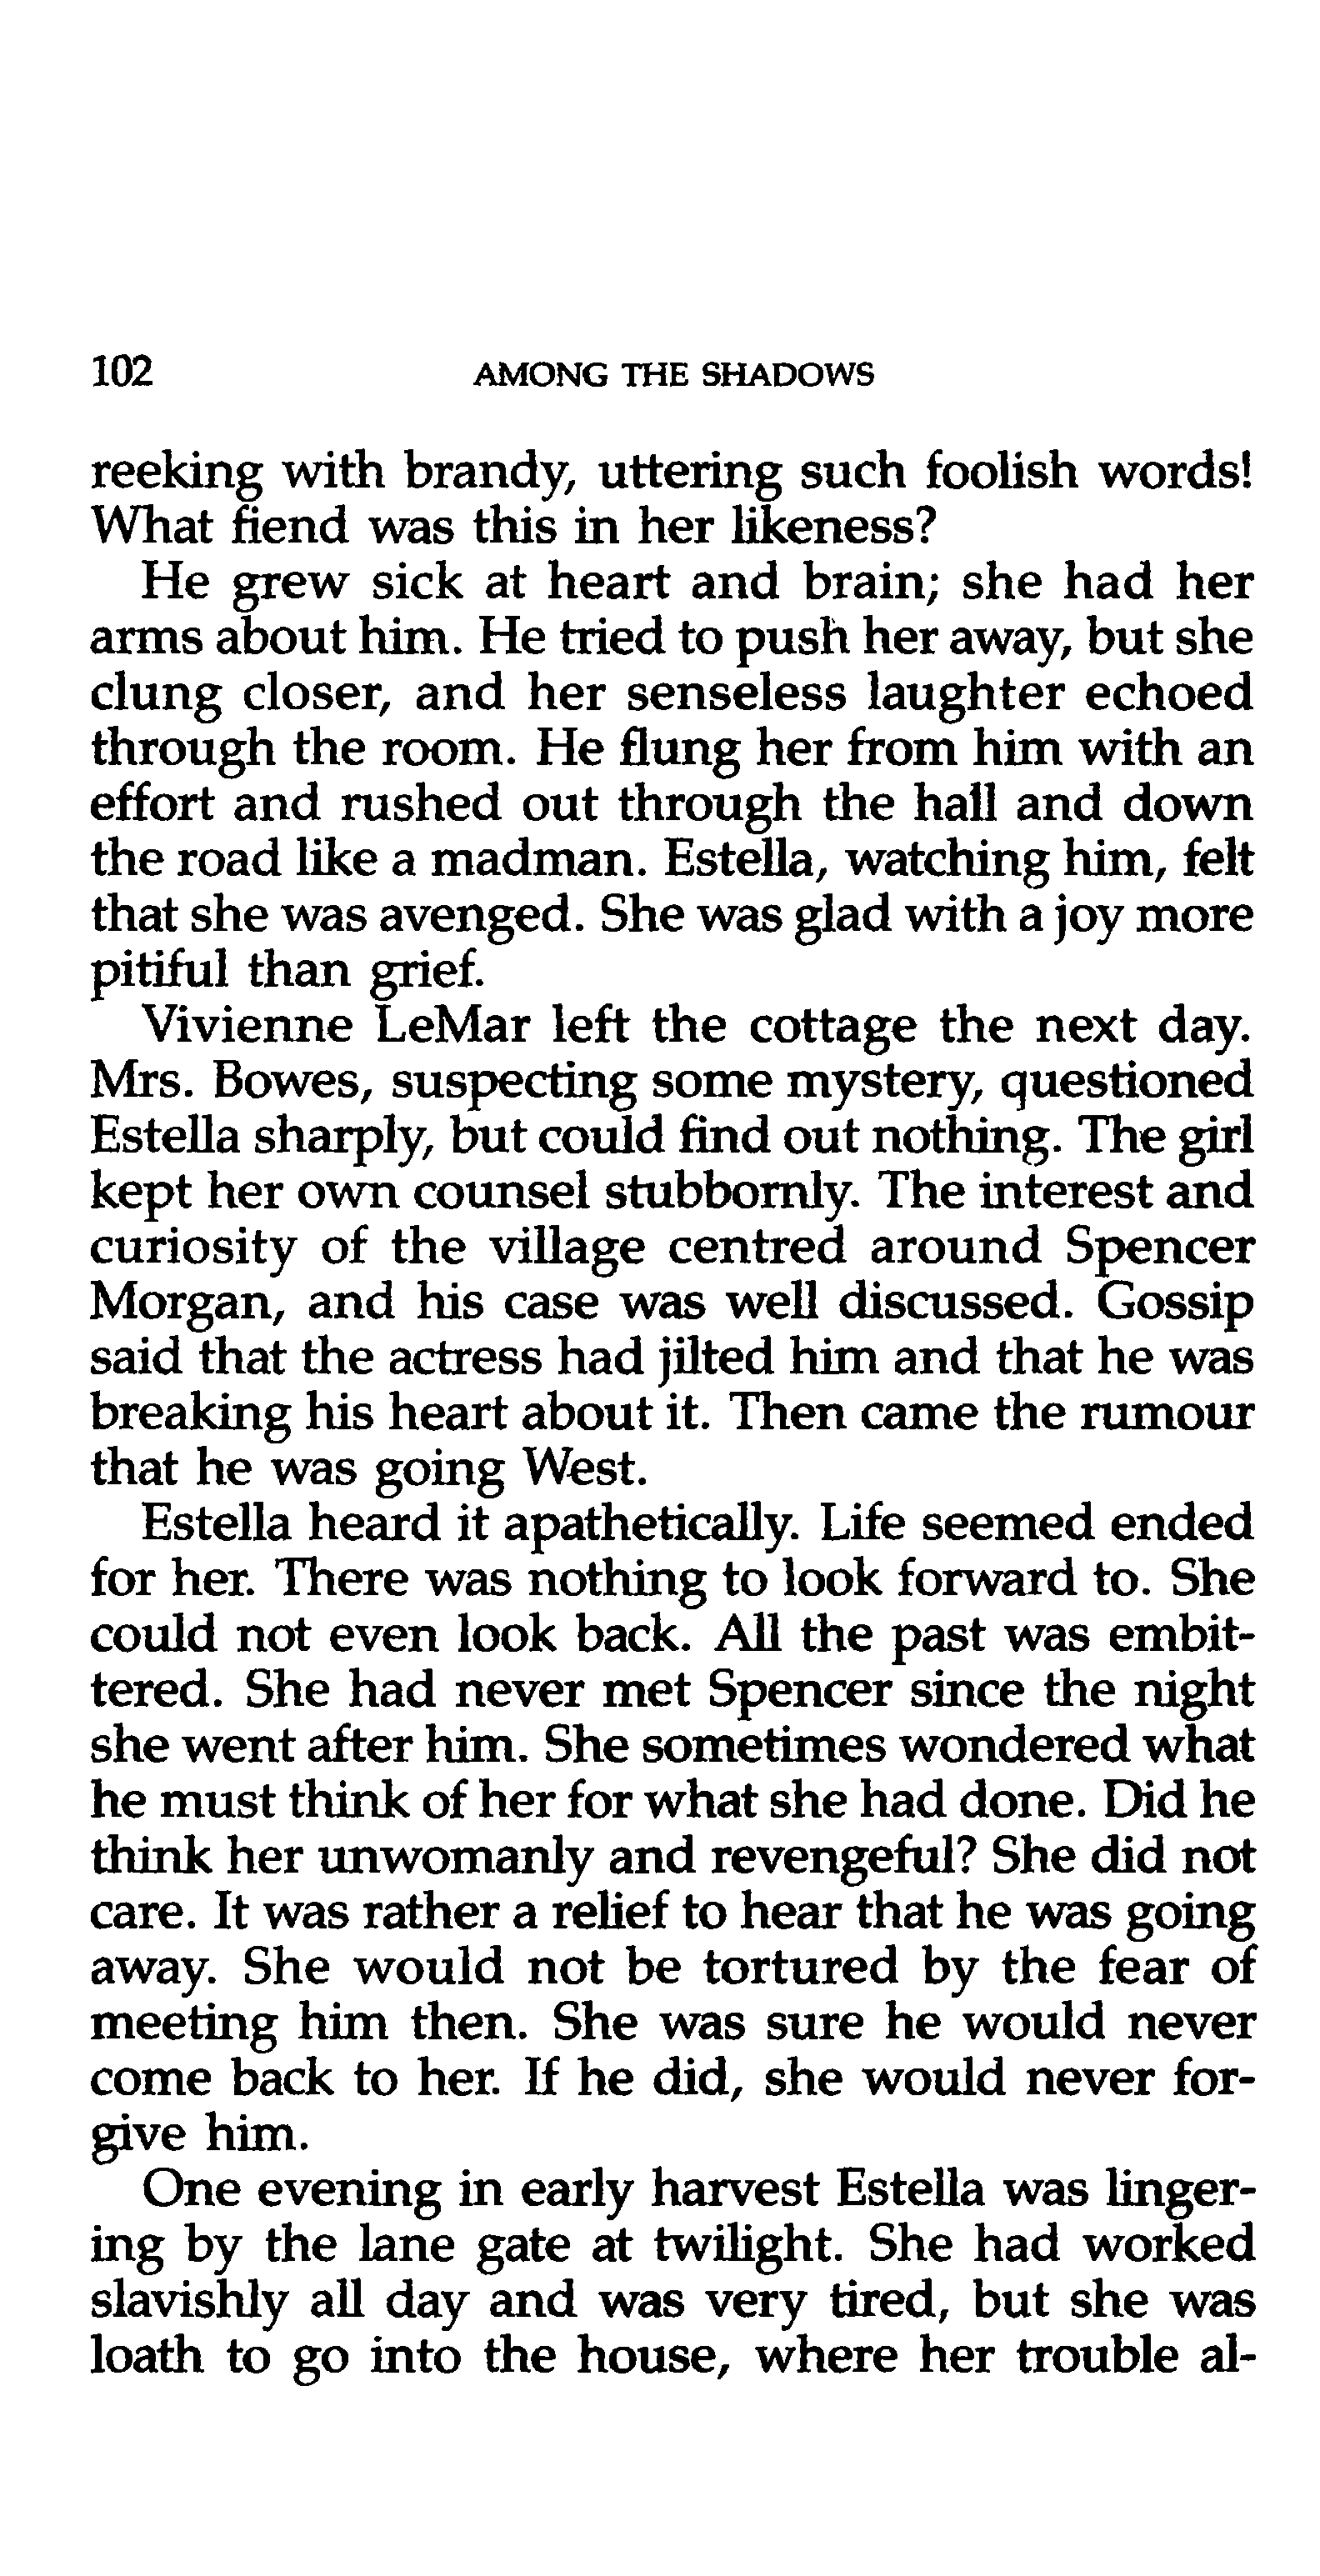 102 AMONG THE SHADOWS
reeking with brandy, uttering such foolish words!
What fiend was this in her likeness?
He grew sick at heart and brain; she had her
arms about him. He tried to push her away, but she
clung closer, and her senseless laughter echoed
through the room. He flung her from him with an
effort and rushed out through the hall and down
the road like a madman. Estella, watching him, felt
that she was avenged. She was glad with a joy more
pitiful than grief.
Vivienne LeMar left the cottage the next day.
Mrs. Bowes, suspecting some mystery, questioned
Estella sharply, but could find out nothing. The girl
kept her own counsel stubbornly. The interest and
curiosity of the village centred around Spencer
Morgan, and his case was well discussed. Gossip
said that the actress had jilted him and that he was
breaking his heart about it. Then came the rumour
that he was going West.
Estella heard it apathetically. Life seemed ended
for her. There was nothing to look forward to. She
could not even look back. All the past was embit-
tered. She had never met Spencer since the night
she went after him. She sometimes wondered what
he must think of her for what she had done. Did he
think her unwomanly and revengeful? She did not
care. It was rather a relief to hear that he was going
away. She would not be tortured by the fear of
meeting him then. She was sure he would never
come back to her. If he did, she would never for-
give him.
One evening in early harvest Estella was linger-
ing by the lane gate at twilight. She had worked
slavishly all day and was very tired, but she was
loath to go into the house, where her trouble al-